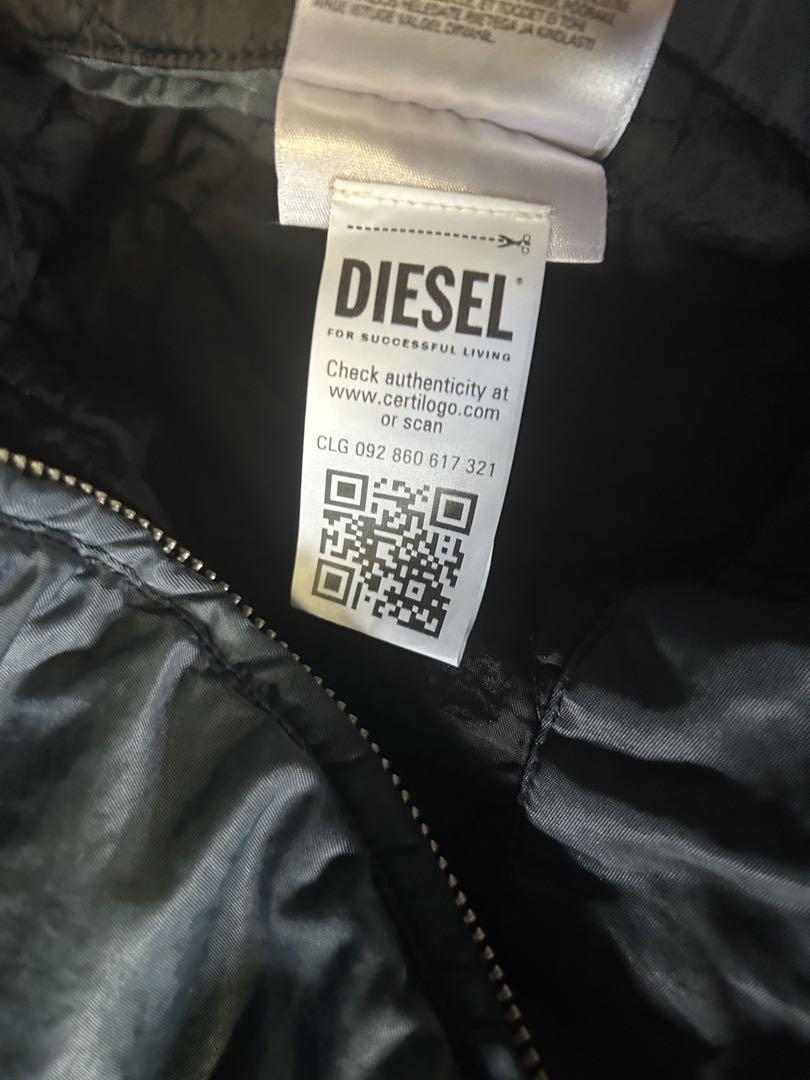 DIESEL
FOR SUCCESSFUL LIVING
Check authenticity at
www.certilogo.com
or scan
CLG 092 860 617 321